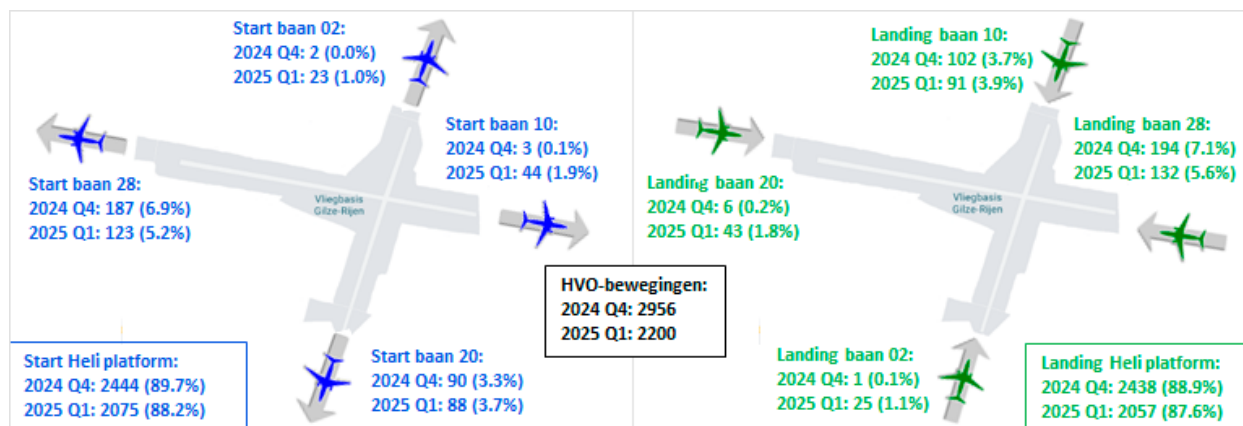 Start baan 02:
2024 Q4: 2 (0.0%)
2025 Q1: 23 (1.0%)
Start baan 10:
2024 Q4: 3 (0.1%)
2025 Q1: 44 (1.9%)
Start baan 28:
2024 Q4: 187 (6.9%)
2025 Q1: 123 (5.2%)
Vliegbasis
Gilze-Rijen
Start Heli platform:
2024 Q4: 2444 (89.7%)
2025 Q1: 2075 (88.2%)
Start baan 20:
2024 Q4: 90 (3.3%)
2025 Q1: 88 (3.7%)
HVO-bewegingen:
2024 Q4: 2956
2025 Q1: 2200
Landing baan 10:
2024 Q4: 102 (3.7%)
2025 Q1: 91 (3.9%)
Landing baan 28:
2024 Q4: 194 (7.1%)
2025 Q1: 132 (5.6%)
Landing baan 20:
2024 Q4: 6 (0.2%)
2025 Q1: 43 (1.8%)
Vliegbasis
Gilze-Rijen
Landing baan 02:
2024 Q4: 1 (0.1%)
2025 Q1: 25 (1.1%)
Landing Heli platform:
2024 Q4: 2438 (88.9%)
2025 Q1: 2057 (87.6%)